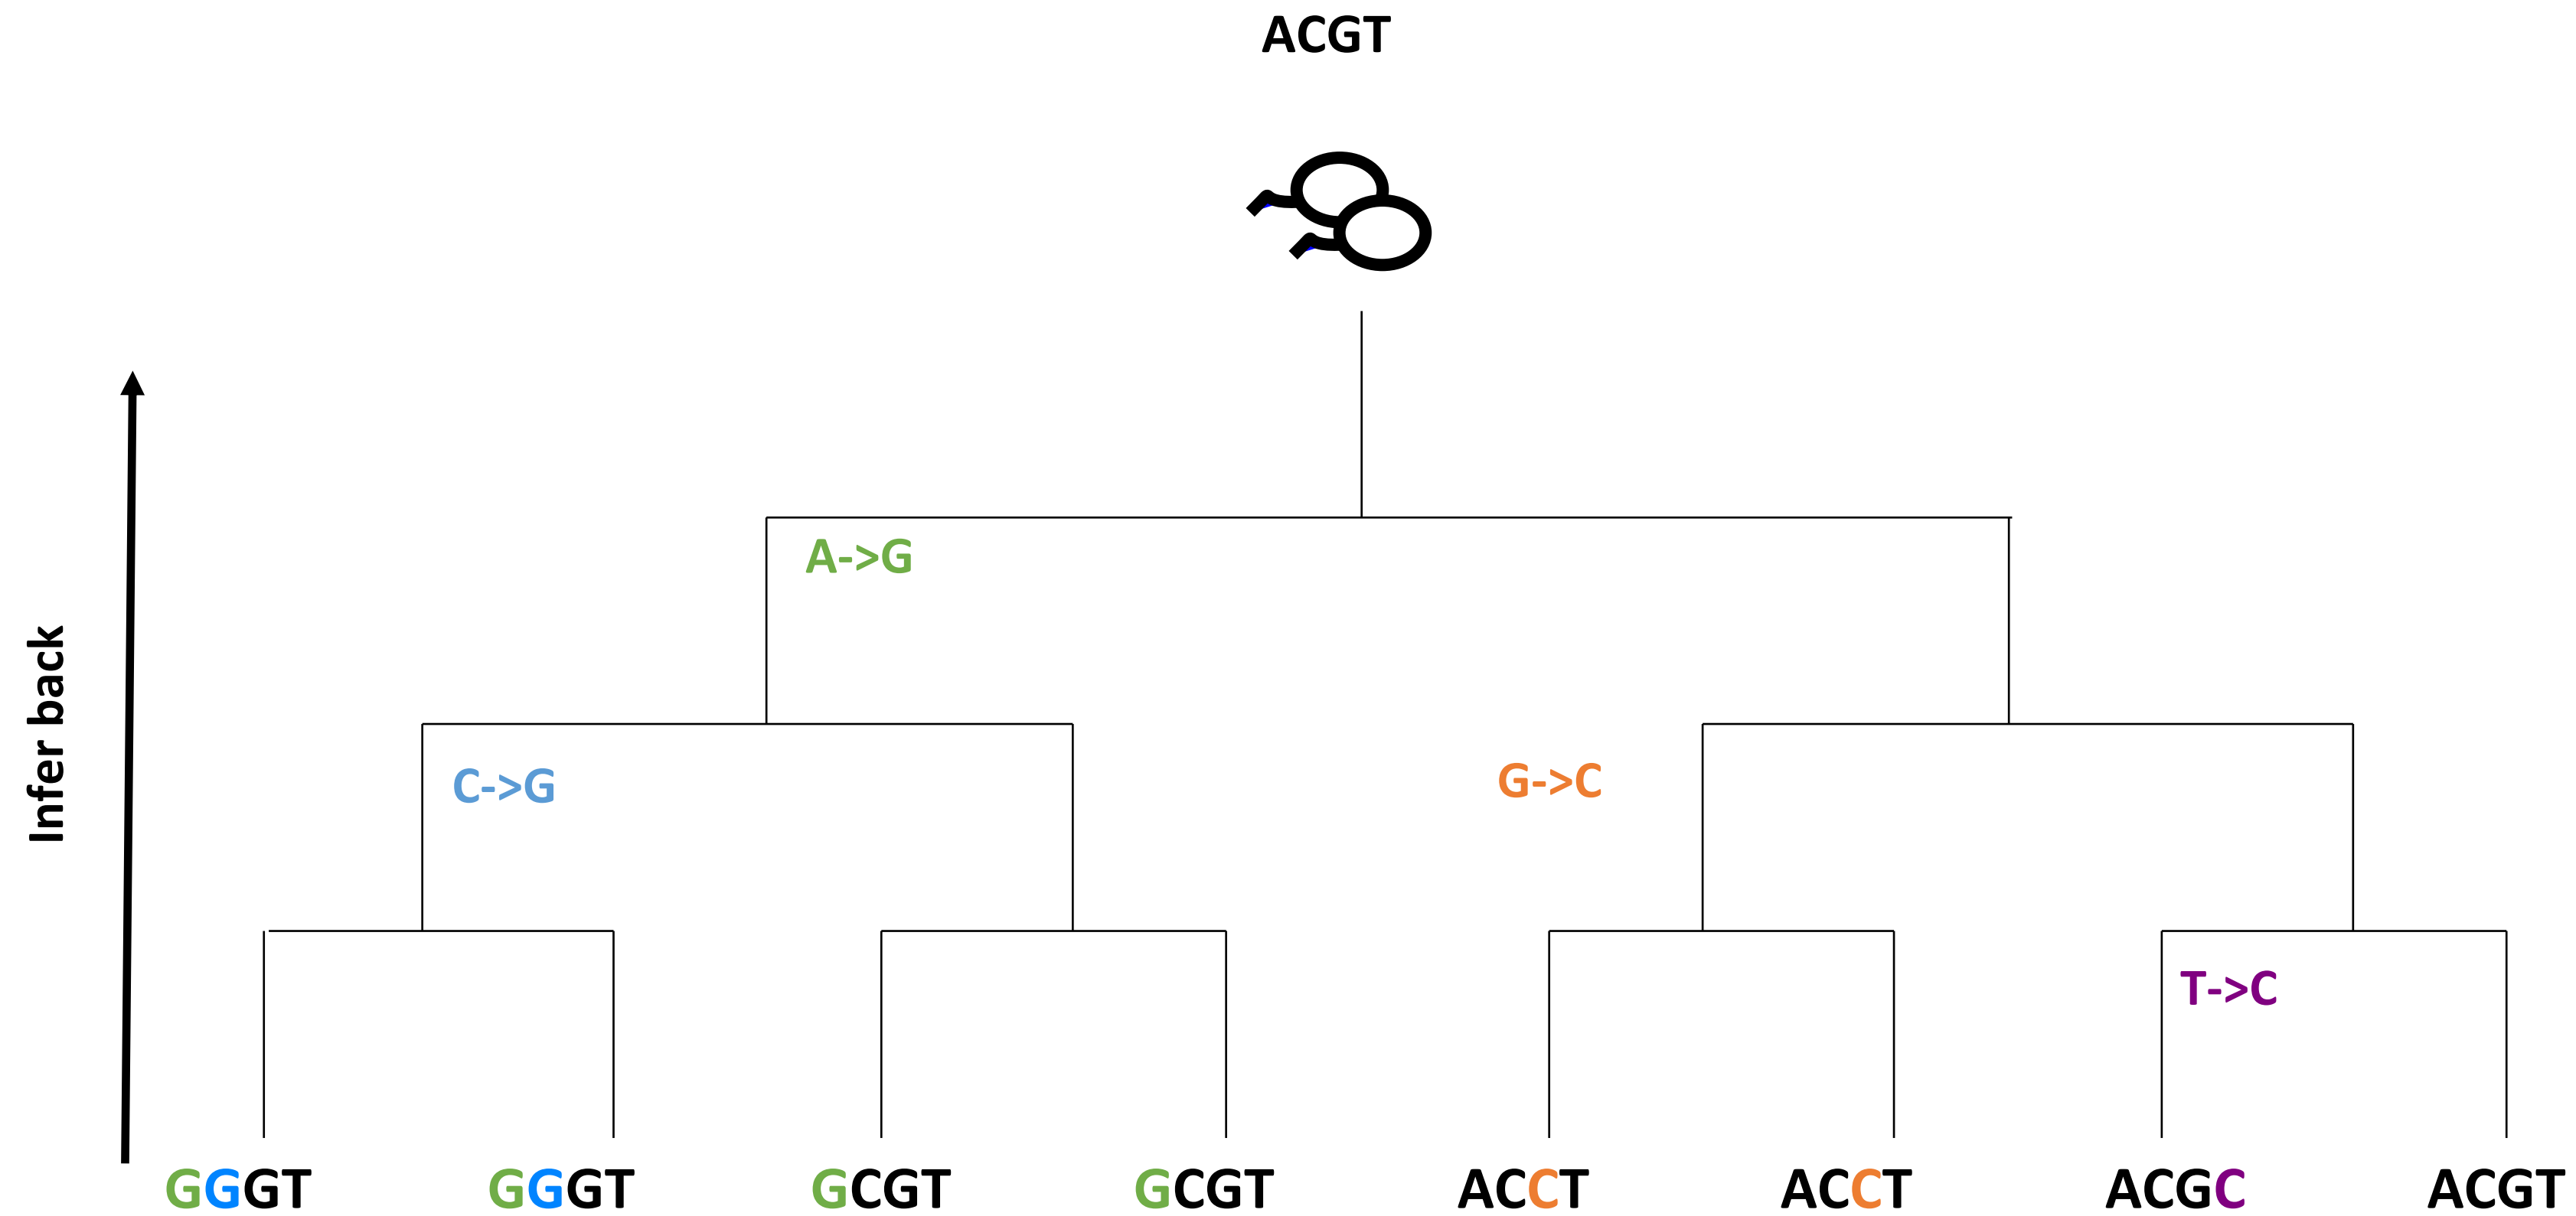 ACGT
A->G
Infer back
C->G
G->C
T->C
GGGT
GGGT
GCGT
GCGT
ACCT
ACCT
ACGC
ACGT